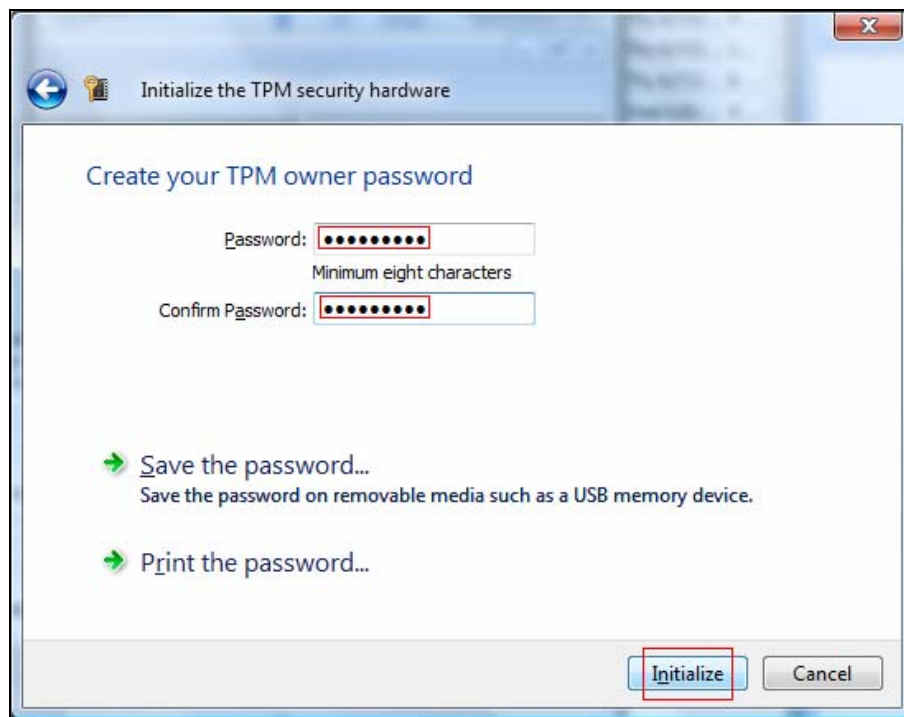 Initialize the TPM security hardware
Create your TPM owner password
Password: ●●●●●●●●●
Minimum eight characters
Confirm Password: ●●●●●●●●●
Save the password...
Save the password on removable media such as a USB memory device.
Print the password...
Initialize Cancel